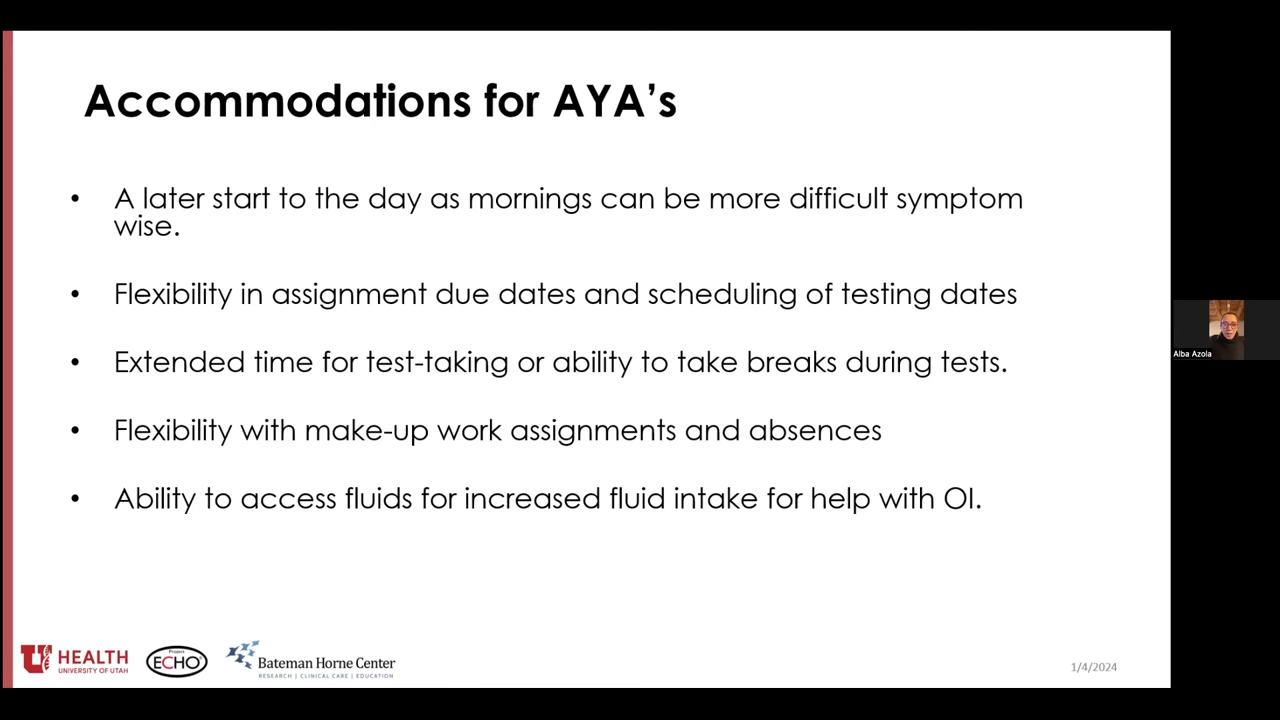 Accommodations for AYA's
• A later start to the day as mornings can be more difficult symptom
wise.
• Flexibility in assignment due dates and scheduling of testing dates
• Extended time for test-taking or ability to take breaks during tests.
• Flexibility with make-up work assignments and absences
• Ability to access fluids for increased fluid intake for help with OI.
Alba Azola
U HEALTH
UNIVERSITY OF UTAH
Project
ECHO
Bateman Horne Center
RESEARCH | CLINICAL CARE | EDUCATION
1/4/2024